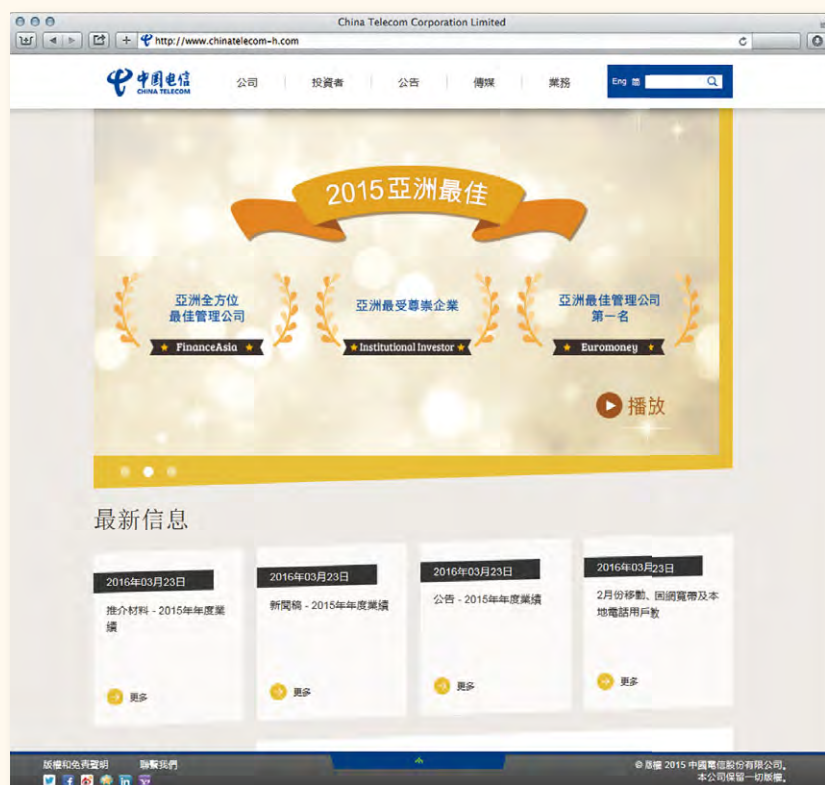 China Telecom Corporation Limited
http://www.chinatelecom-h.com
中国电信
CHINA TELECOM
公司
投資者
公告
傳媒
業務
Eng 簡
2015亞洲最佳
亞洲全方位
最佳管理公司
FinanceAsia
亞洲最受尊崇企業
Institutional Investor
亞洲最佳管理公司
第一名
Euromoney
播放
最新信息
2016年03月23日
推介材料 - 2015年年度業
績
更多
2016年03月23日
新聞稿 - 2015年年度業績
更多
2016年03月23日
公告 - 2015年年度業績
更多
2016年03月23日
2月份移動、固網寬帶及本
地電話用戶數
更多
版權和免責聲明
聯繫我們
© 版權 2015 中國電信股份有限公司。
本公司保留一切版權。